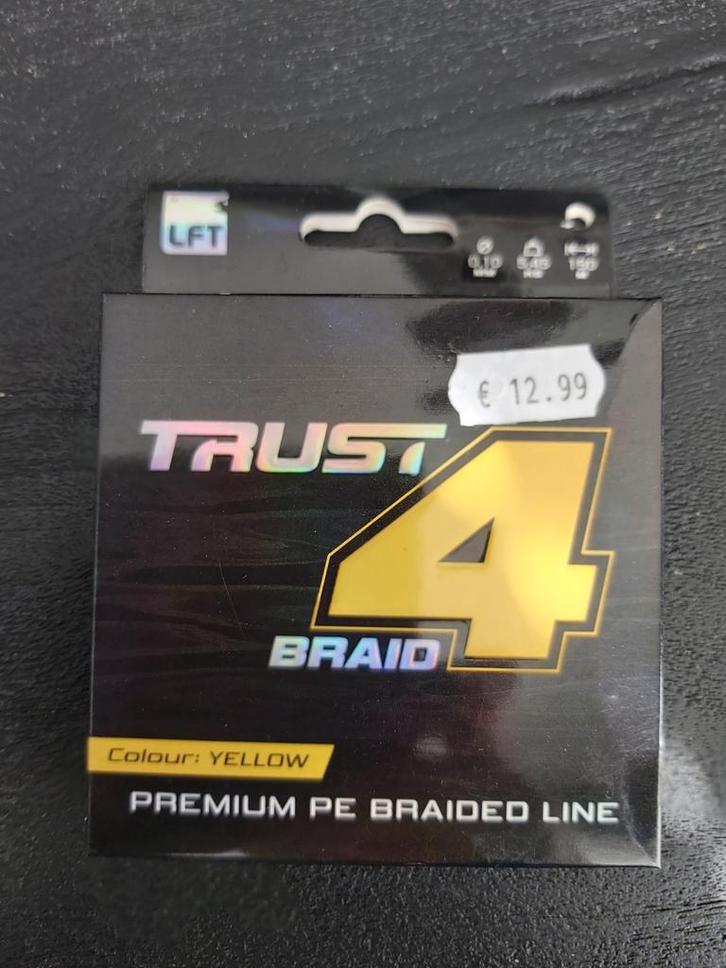 LFT
0,10 5,45 150
€ 12.99
TRUST
4
BRAID
Colour: YELLOW
PREMIUM PE BRAIDED LINE